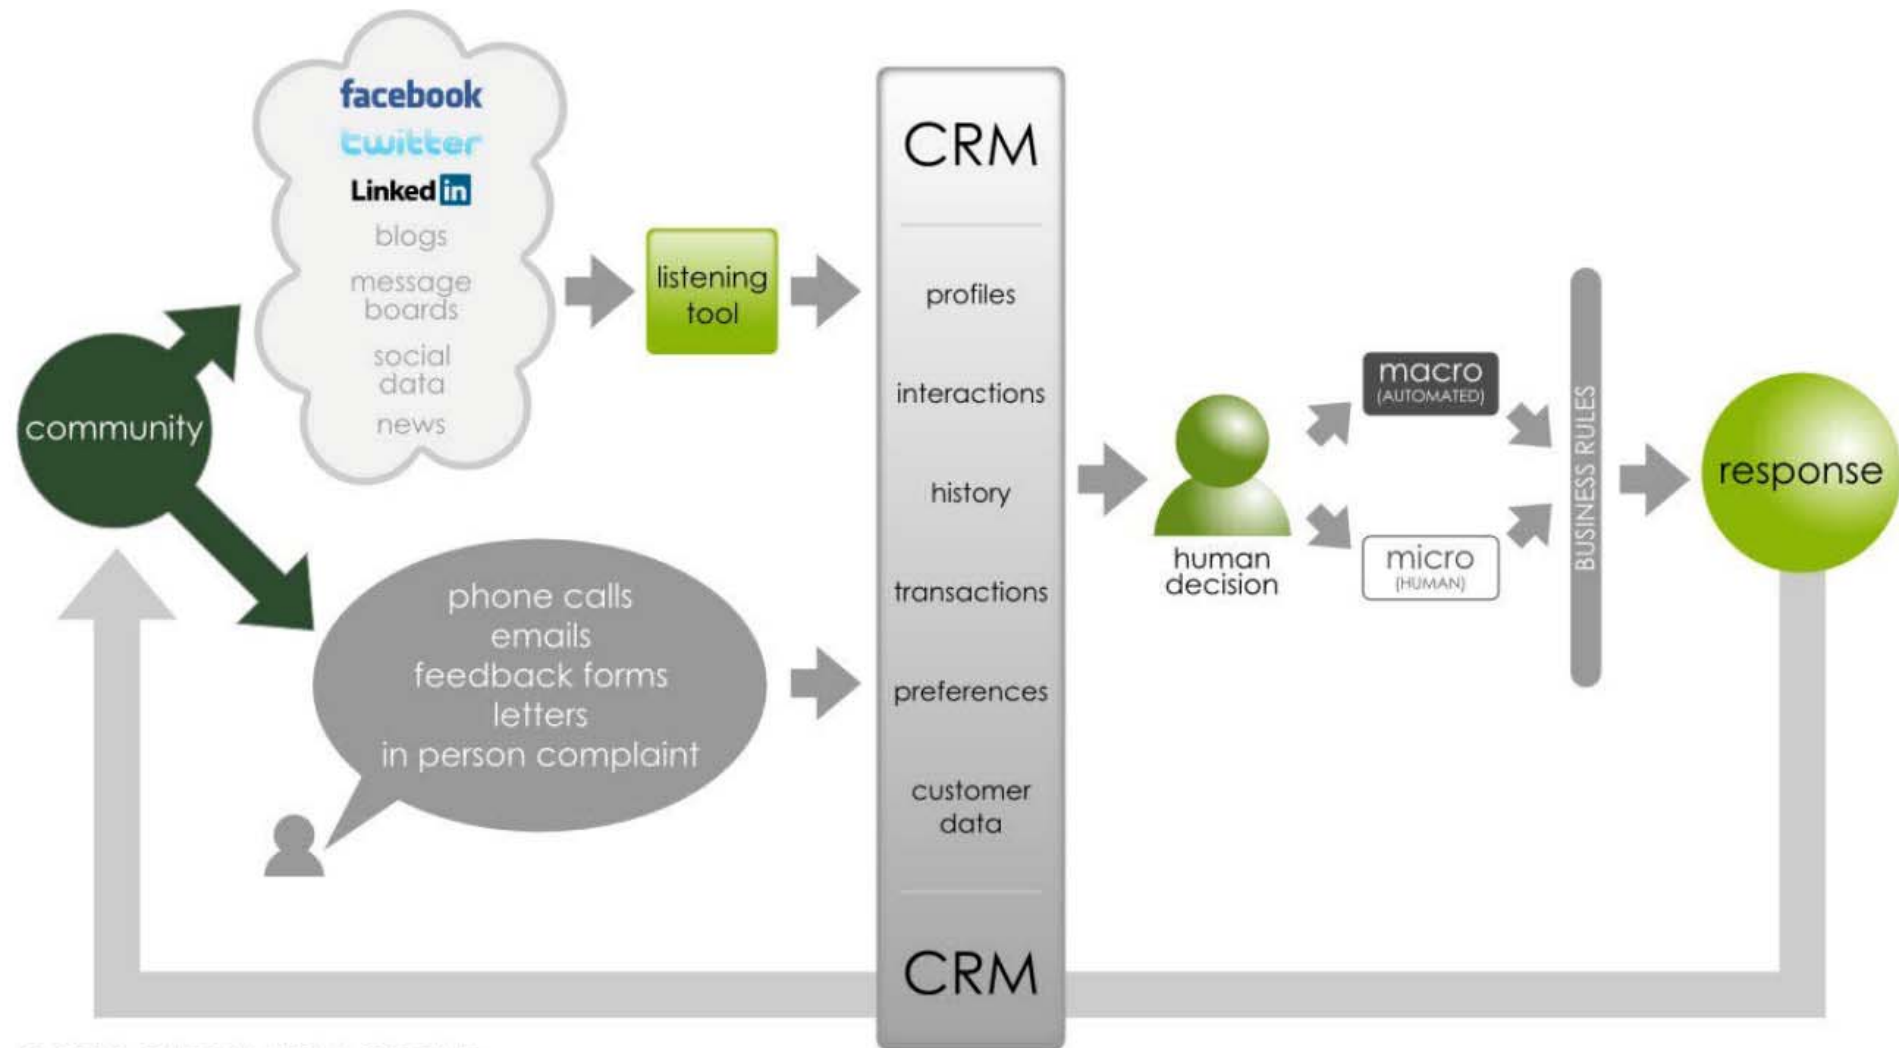 facebook
twitter
Linked in
blogs
message
boards
social
data
news
community
listening
tool
phone calls
emails
feedback forms
letters
in person complaint
CRM
profiles
interactions
history
transactions
preferences
customer
data
CRM
human
decision
macro
(AUTOMATED)
micro
(HUMAN)
BUSINESS RULES
response